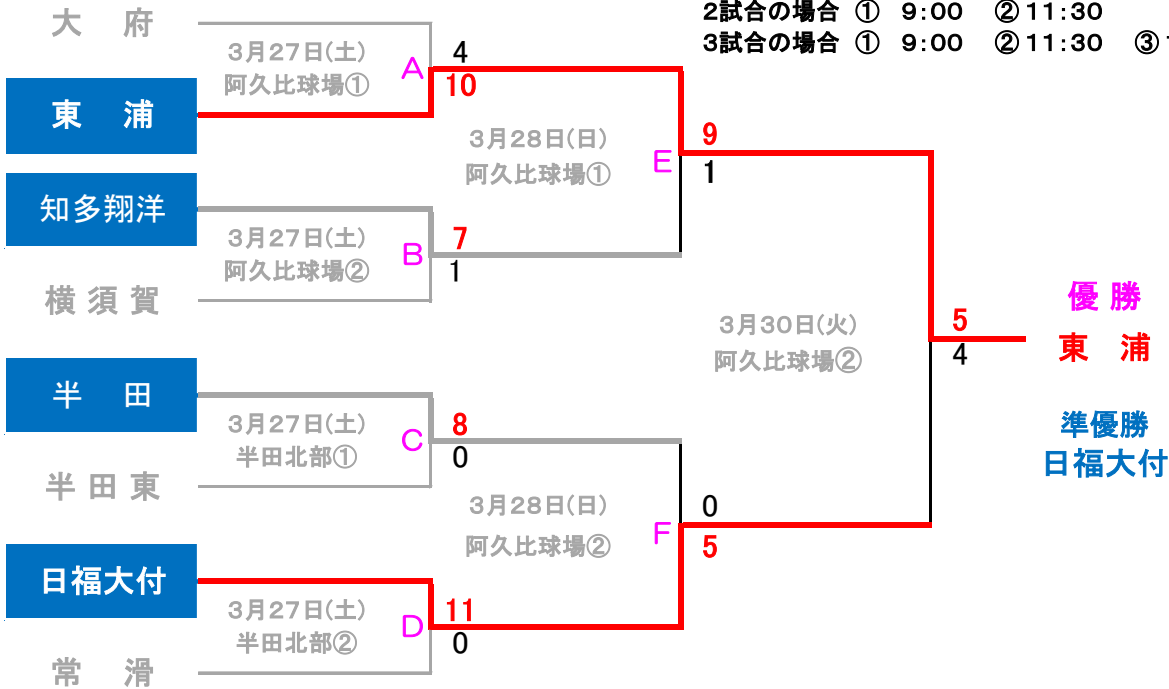 2試合の場合 ① 9:00 ②11:30
3試合の場合 ① 9:00 ②11:30 ③
大 府
3月27日(土)
阿久比球場①
A
4
10
東 浦
3月28日(日)
阿久比球場①
E
9
1
知多翔洋
3月27日(土)
阿久比球場②
B
7
1
横須賀
3月30日(火)
阿久比球場②
5
4
優勝
東 浦
準優勝
日福大付
半 田
3月27日(土)
半田北部①
C
8
0
半田東
3月28日(日)
阿久比球場②
F
0
5
日福大付
3月27日(土)
半田北部②
D
11
0
常 滑